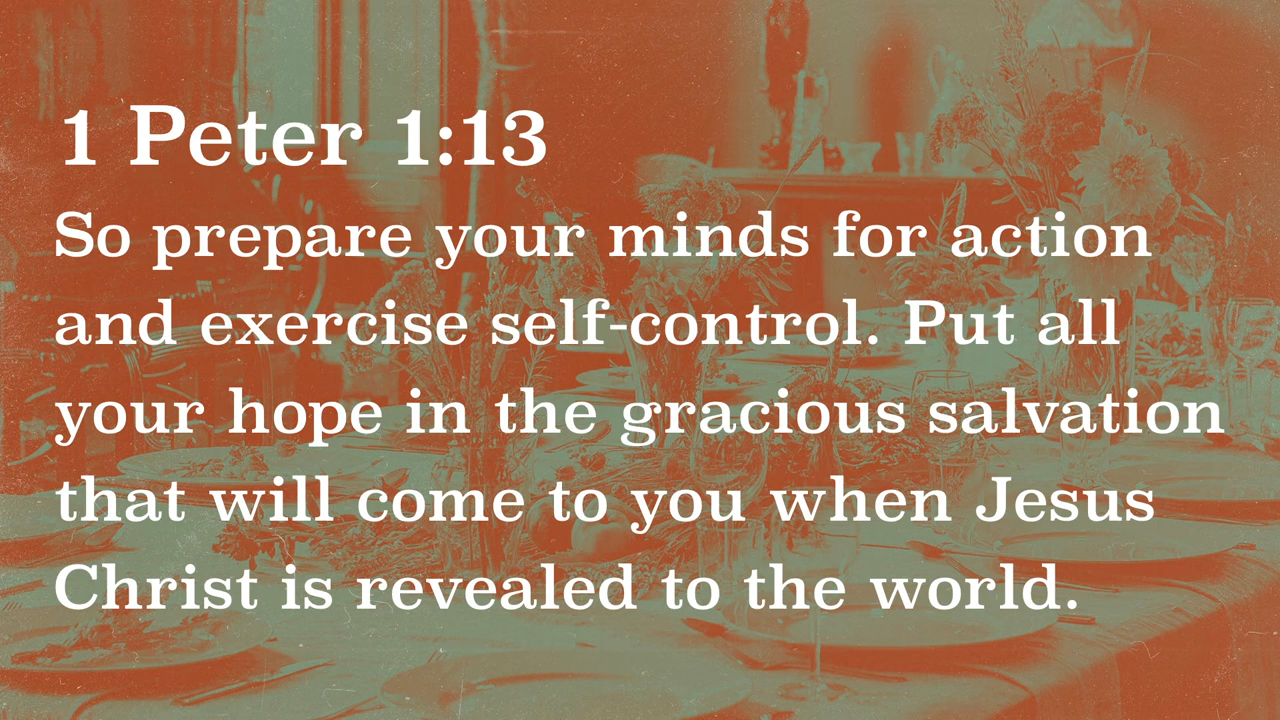 1 Peter 1:13
So prepare your minds for action
and exercise self-control. Put all
your hope in the gracious salvation
that will come to you when Jesus
Christ is revealed to the world.